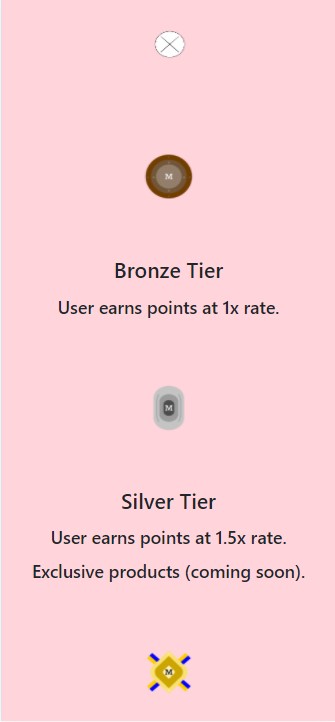 M
Bronze Tier
User earns points at 1x rate.
M
Silver Tier
User earns points at 1.5x rate.
Exclusive products (coming soon).
M